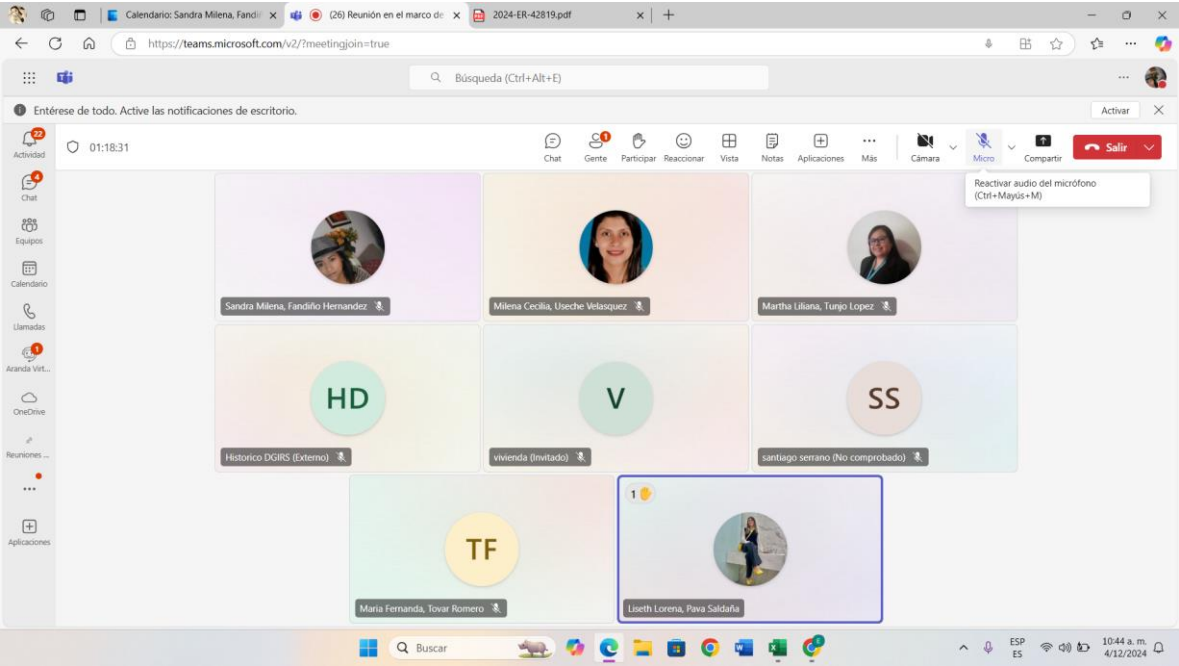 Calendario: Sandra Milena, Fandiñ
(26) Reunión en el marco de
2024-ER-42819.pdf
https://teams.microsoft.com/v2/?meetingjoin=true
Búsqueda (Ctrl+Alt+E)
Entérese de todo. Active las notificaciones de escritorio.
Activar
22
Actividad
01:18:31
Chat
1
Gente
Participar
Reaccionar
Vista
Notas
Aplicaciones
Más
Cámara
Micro
Compartir
Salir
Reactivar audio del micrófono
(Ctrl+Mayús+M)
4
Chat
Equipos
Calendario
Llamadas
1
Aranda Virt...
OneDrive
Reuniones ...
Aplicaciones
Sandra Milena, Fandiño Hernandez
Milena Cecilia, Useche Velasquez
Martha Liliana, Tunjo Lopez
HD
Historico DGIRS (Externo)
V
vivienda (Invitado)
SS
santiago serrano (No comprobado)
TF
Maria Fernanda, Tovar Romero
1
Liseth Lorena, Pava Saldaña
Buscar
ESP
ES
10:44 a. m.
4/12/2024